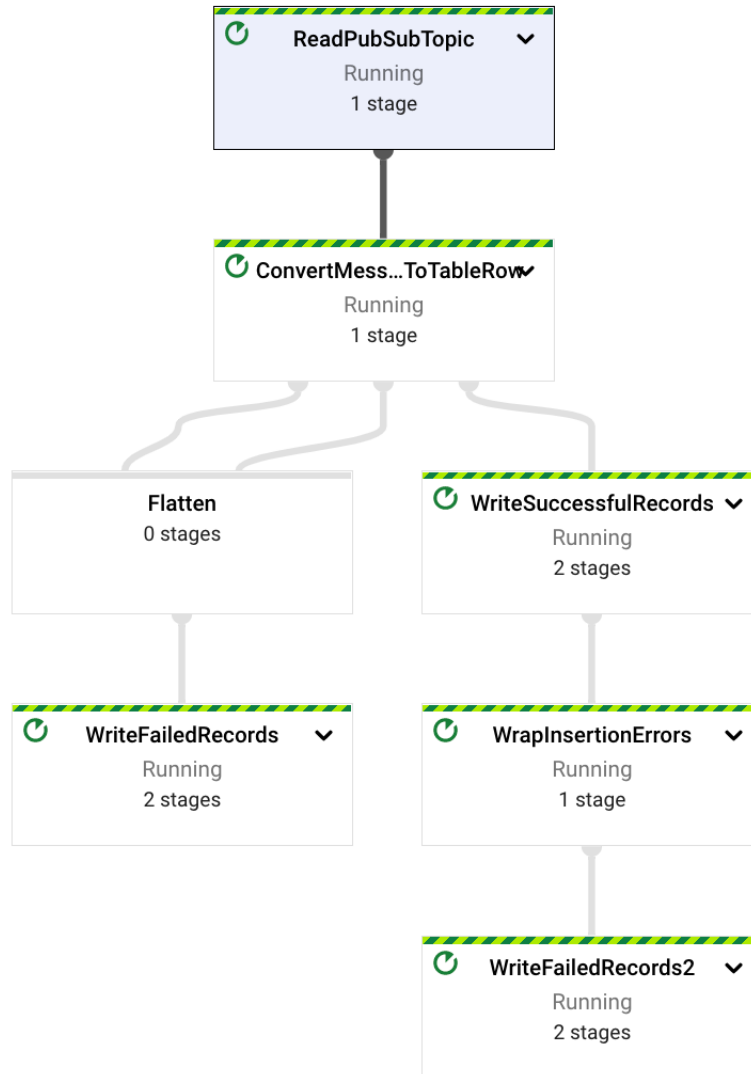 ReadPubSubTopic
Running
1 stage
ConvertMess...ToTableRow
Running
1 stage
Flatten
0 stages
WriteSuccessfulRecords
Running
2 stages
WriteFailedRecords
Running
2 stages
WrapInsertionErrors
Running
1 stage
WriteFailedRecords2
Running
2 stages